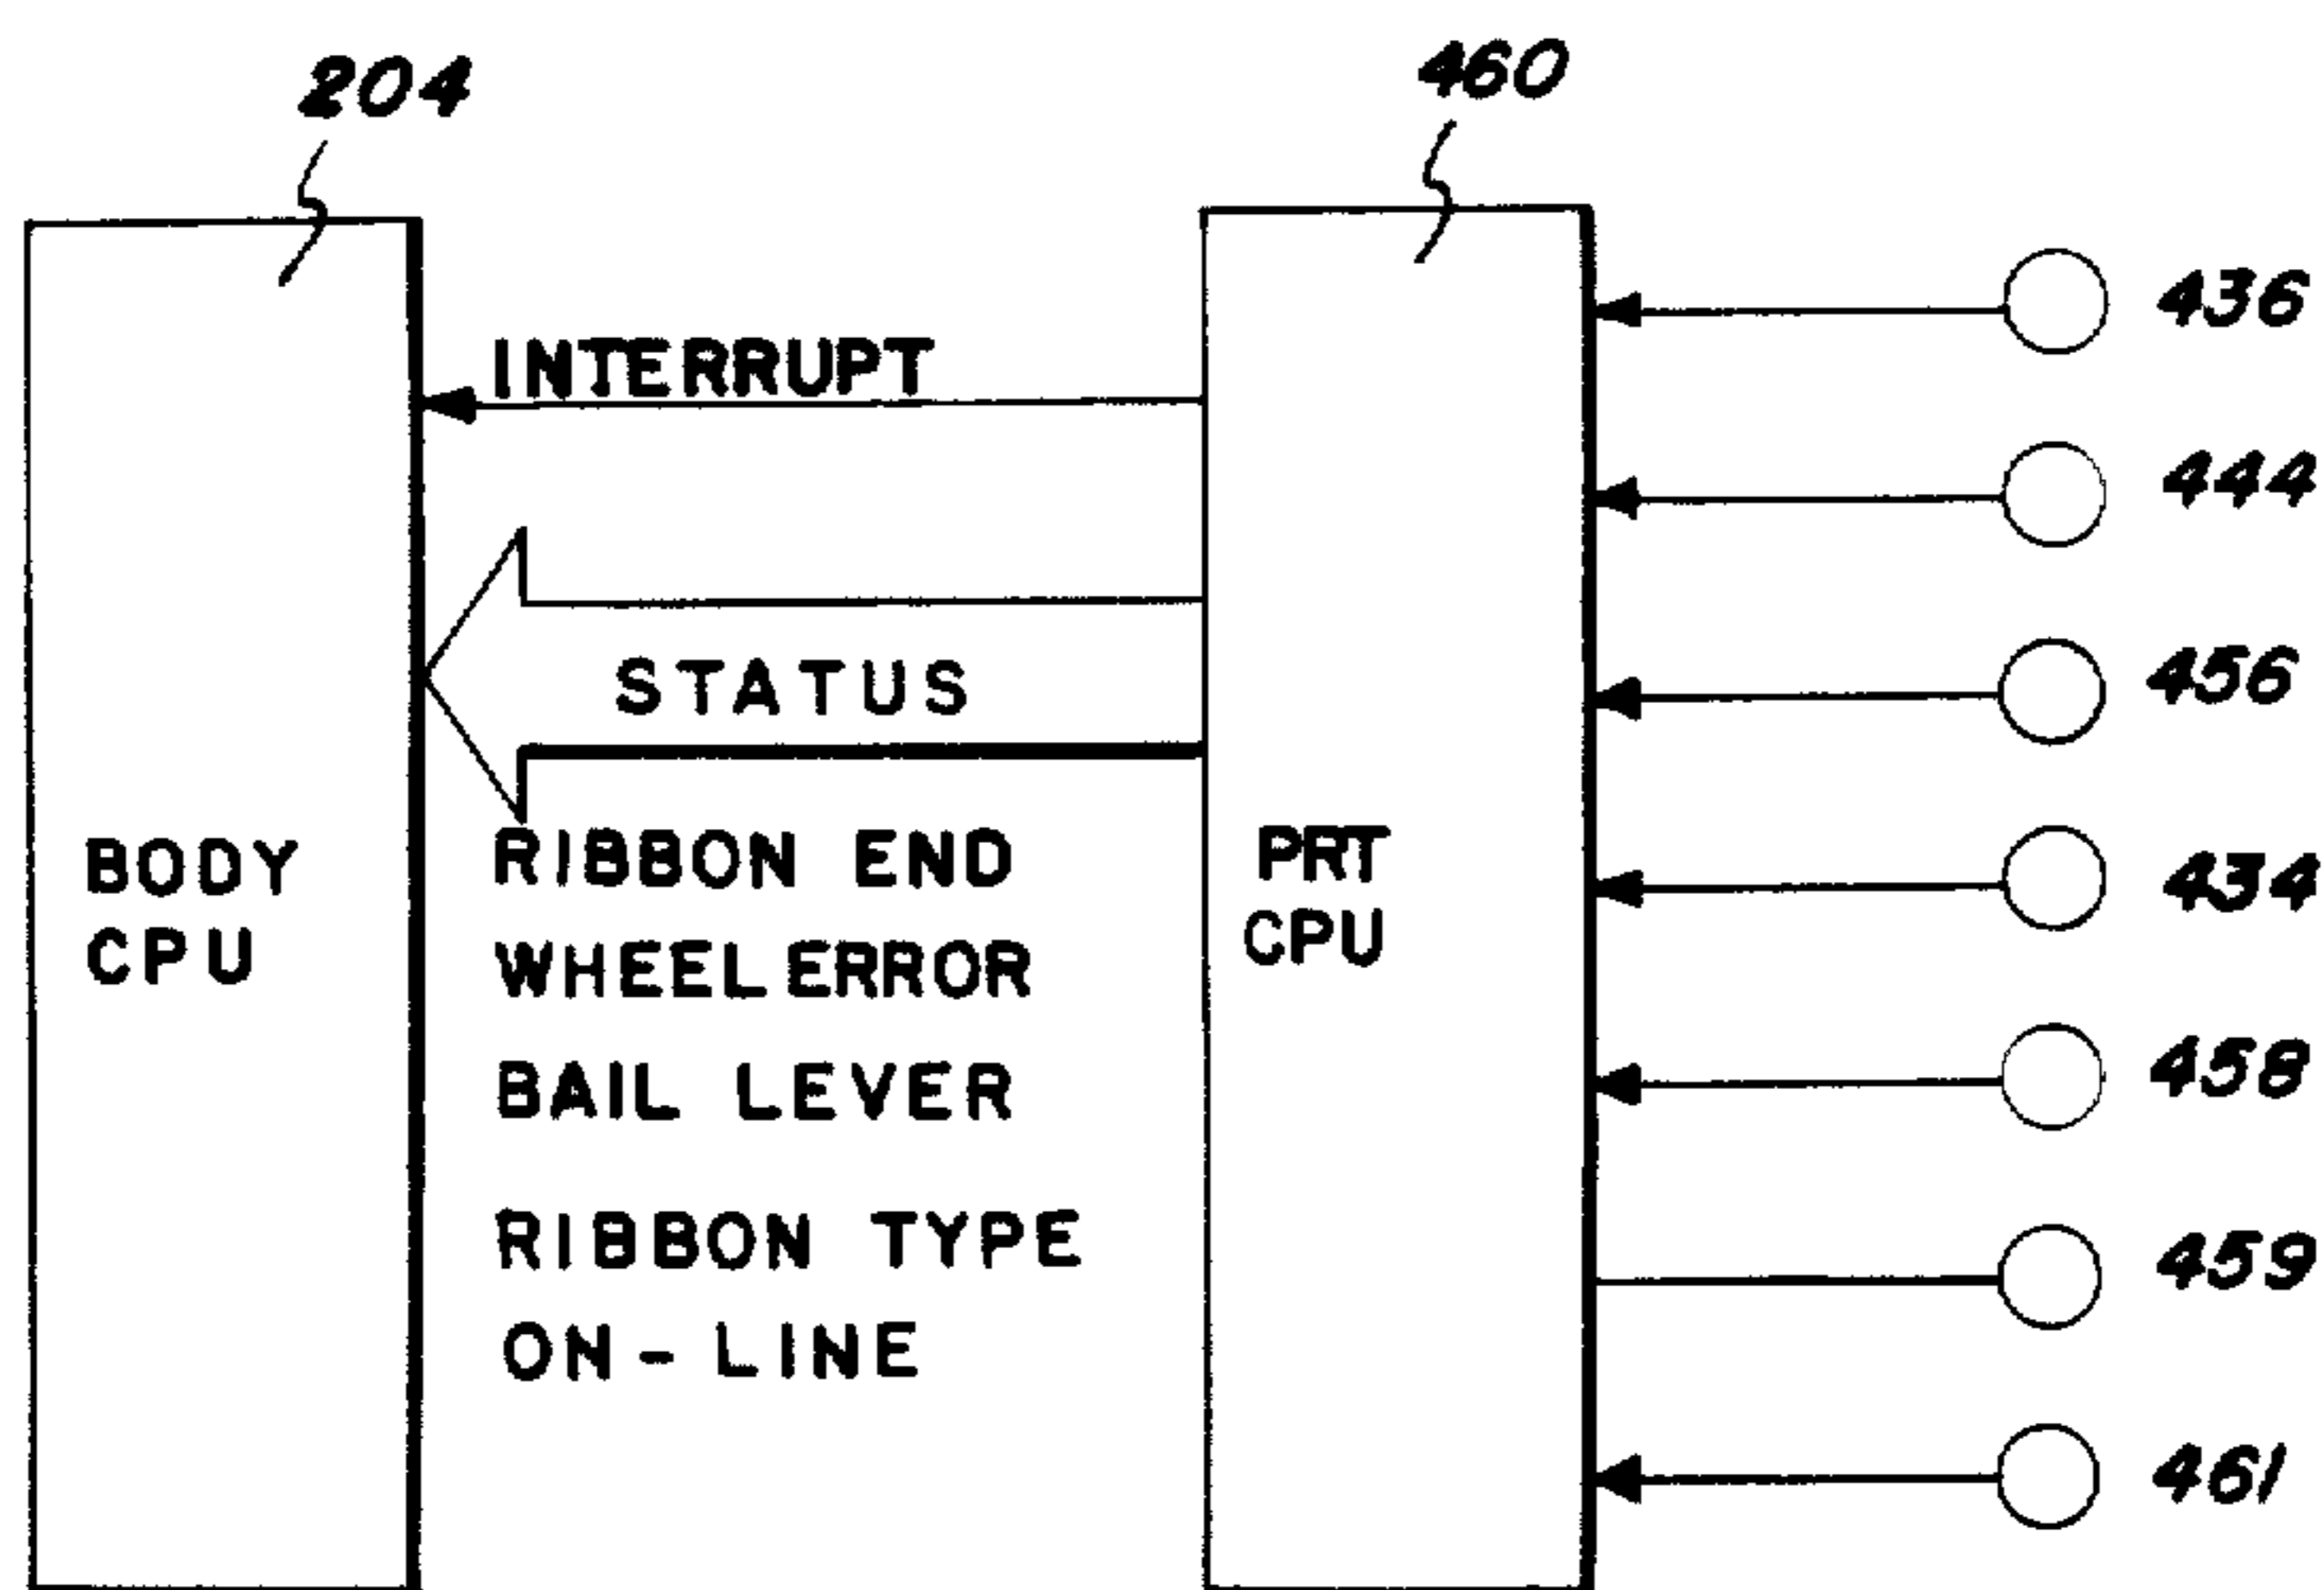 204
460
436
INTERRUPT
444
STATUS
456
BODY
CPU
RIBBON END
WHEEL ERROR
BAIL LEVER
RIBBON TYPE
ON-LINE
PRT
CPU
434
458
459
461